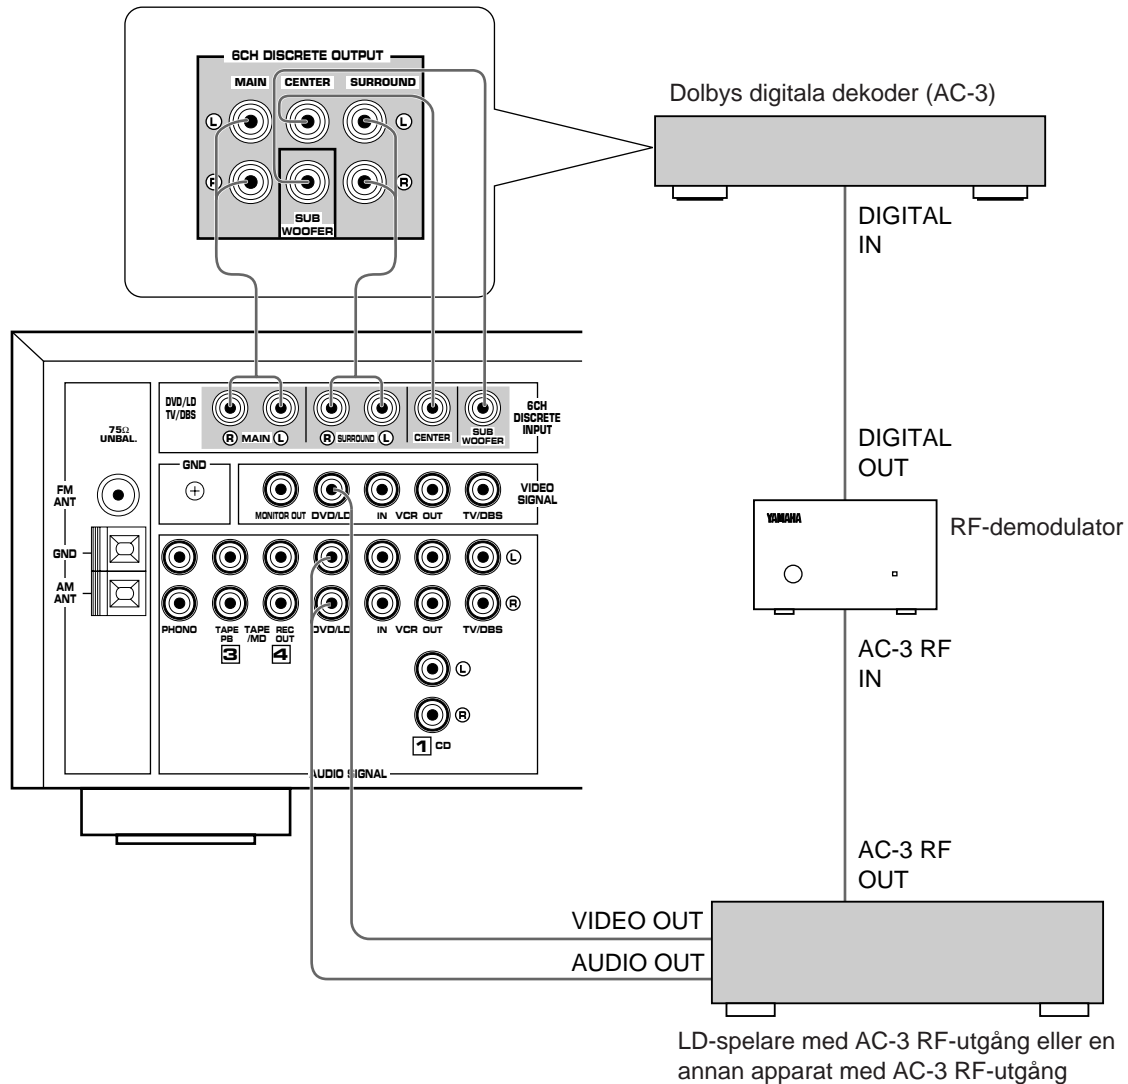 6CH DISCRETE OUTPUT
MAIN CENTER SURROUND
L L
R R
SUB
WOOFER
Dolbys digitala dekoder (AC-3)
DIGITAL
IN
DVD/LD
TV/DBS
R MAIN L
R SURROUND L
CENTER
SUB
WOOFER
6CH
DISCRETE
INPUT
75Ω
UNBAL.
FM
ANT
GND
AM
ANT
GND
MONITOR OUT DVD/LD IN VCR OUT TV/DBS
VIDEO
SIGNAL
L
R
PHONO
TAPE
PB
TAPE
/MD
REC
OUT
DVD/LD IN VCR OUT TV/DBS
3 4
L
R
1 CD
AUDIO SIGNAL
DIGITAL
OUT
YAMAHA
RF-demodulator
AC-3 RF
IN
AC-3 RF
OUT
VIDEO OUT
AUDIO OUT
LD-spelare med AC-3 RF-utgång eller en
annan apparat med AC-3 RF-utgång